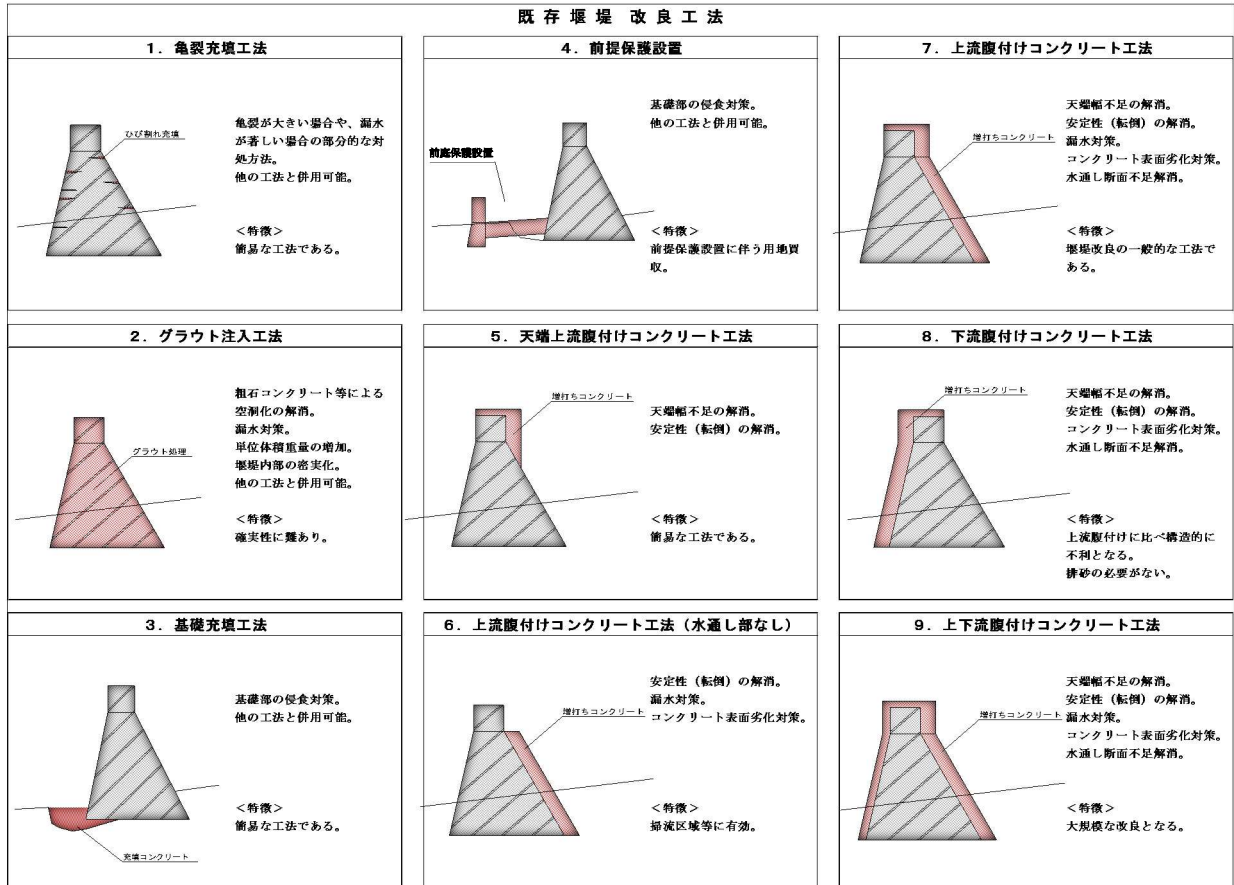 既存堰堤 改良工法
1. 亀裂充填工法
ひび割れ充填
亀裂が大きい場合や、漏水
が著しい場合の部分的な対
処方法。
他の工法と併用可能。
<特徴>
簡易な工法である。
2. グラウト注入工法
グラウト処理
粗石コンクリート等による
空洞化の解消。
漏水対策。
単位体積重量の増加。
堰堤内部の密実化。
他の工法と併用可能。
<特徴>
確実性に難あり。
3. 基礎充填工法
基礎部の侵食対策。
他の工法と併用可能。
<特徴>
簡易な工法である。
充填コンクリート
4. 前提保護設置
基礎部の侵食対策。
他の工法と併用可能。
前庭保護設置
<特徴>
前提保護設置に伴う用地買
収。
5. 天端上流腹付けコンクリート工法
増打ちコンクリート
天端幅不足の解消。
安定性(転倒)の解消。
<特徴>
簡易な工法である。
6. 上流腹付けコンクリート工法(水通し部なし)
安定性(転倒)の解消。
漏水対策。
コンクリート表面劣化対策。
増打ちコンクリート
<特徴>
掃流区域等に有効。
7. 上流腹付けコンクリート工法
天端幅不足の解消。
安定性(転倒)の解消。
漏水対策。
コンクリート表面劣化対策。
水通し断面不足解消。
増打ちコンクリート
<特徴>
堰堤改良の一般的な工法で
ある。
8. 下流腹付けコンクリート工法
増打ちコンクリート
天端幅不足の解消。
安定性(転倒)の解消。
コンクリート表面劣化対策。
水通し断面不足解消。
<特徴>
上流腹付けに比べ構造的に
不利となる。
排砂の必要がない。
9. 上下流腹付けコンクリート工法
天端幅不足の解消。
安定性(転倒)の解消。
漏水対策。
コンクリート表面劣化対策。
水通し断面不足解消。
増打ちコンクリート
<特徴>
大規模な改良となる。